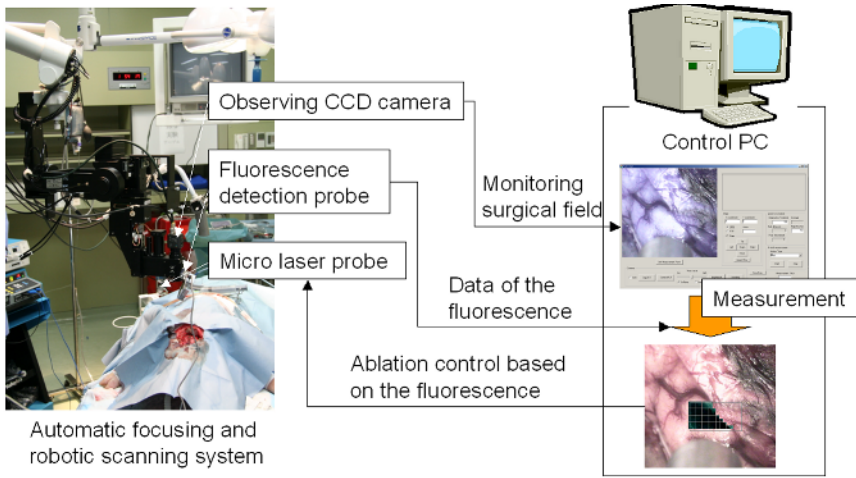 Observing CCD camera
Fluorescence
detection probe
Micro laser probe
Automatic focusing and
robotic scanning system
Monitoring
surgical field
Data of the
fluorescence
Ablation control based
on the fluorescence
Control PC
Measurement